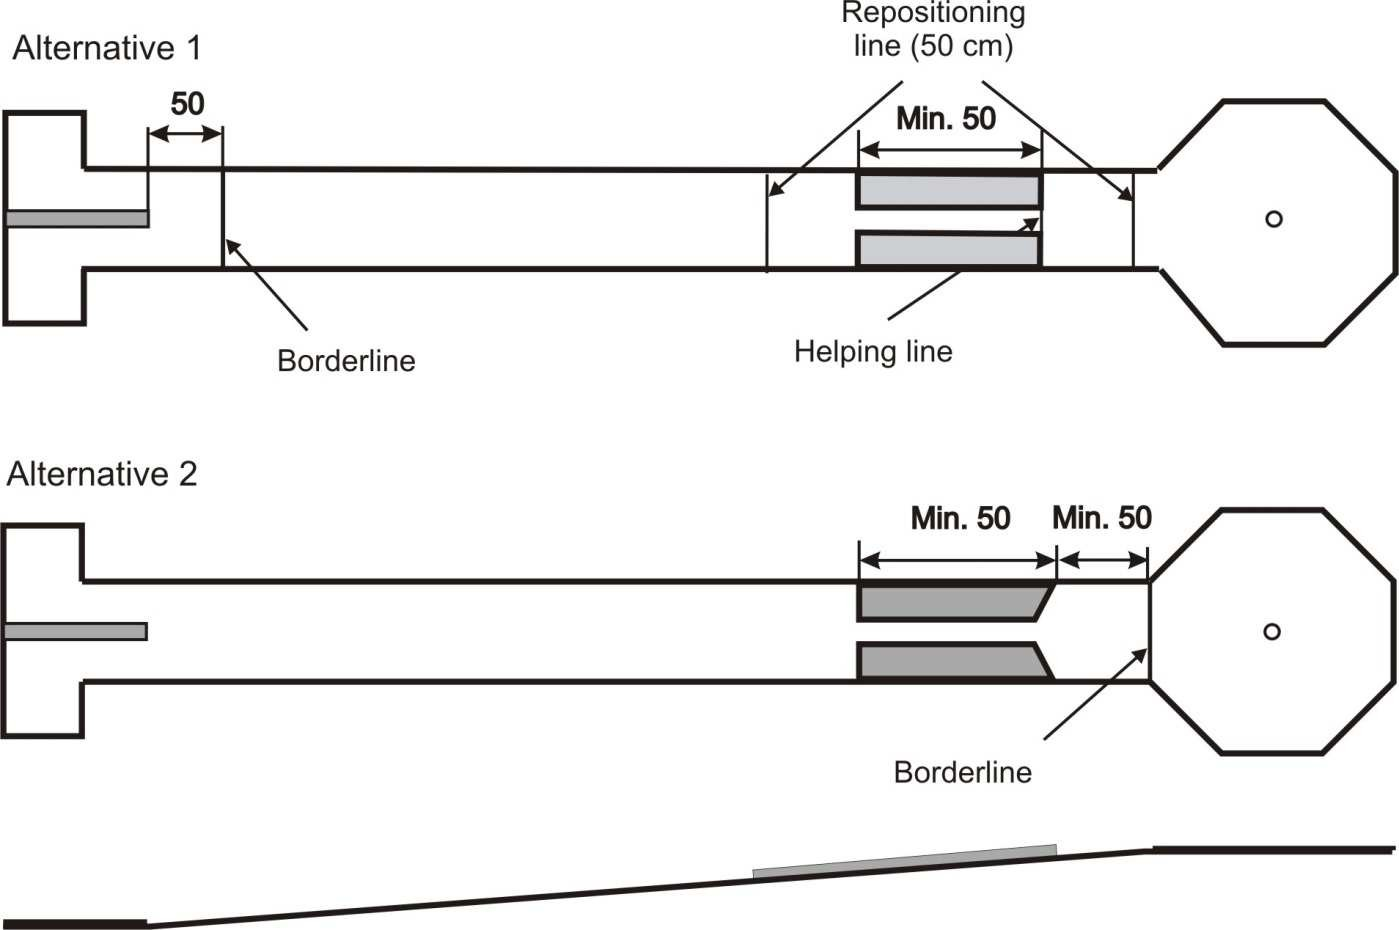 Repositioning
line (50 cm)
Alternative 1
50
Min. 50
Borderline
Helping line
Alternative 2
Min. 50
Min. 50
Borderline